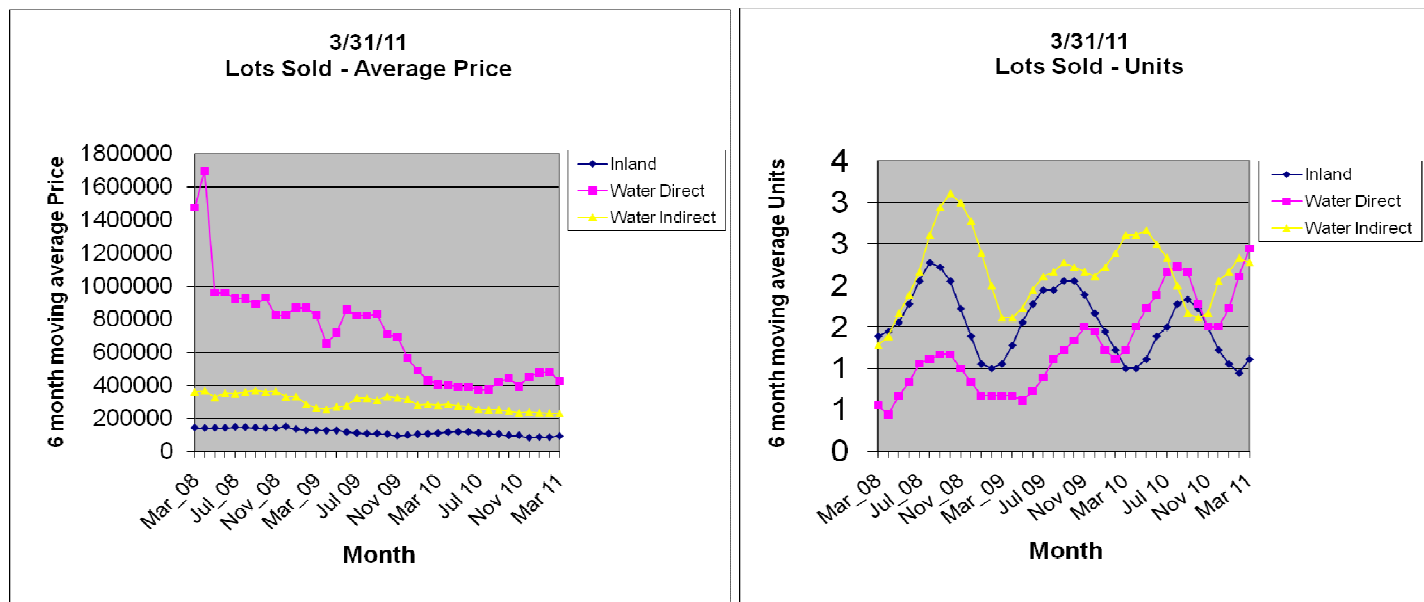 3/31/11
Lots Sold - Average Price
6 month moving average Price
1800000
1600000
1400000
1200000
1000000
800000
600000
400000
200000
0
Mar_08
Jul_08
Nov_08
Mar_09
Jul 09
Nov 09
Mar 10
Jul 10
Nov 10
Mar 11
Month
Inland
Water Direct
Water Indirect
3/31/11
Lots Sold - Units
6 month moving average Units
4
3
3
2
2
1
1
0
Mar_08
Jul_08
Nov_08
Mar_09
Jul 09
Nov 09
Mar 10
Jul 10
Nov 10
Mar 11
Month
Inland
Water Direct
Water Indirect